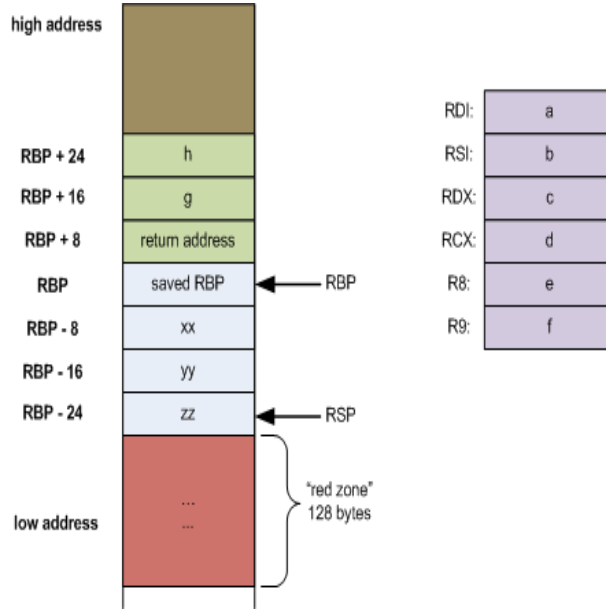 high address
RBP + 24 h
RBP + 16 g
RBP + 8 return address
RBP saved RBP RBP
RBP - 8 xx
RBP - 16 yy
RBP - 24 zz RSP
...
...
low address
"red zone"
128 bytes
RDI: a
RSI: b
RDX: c
RCX: d
R8: e
R9: f